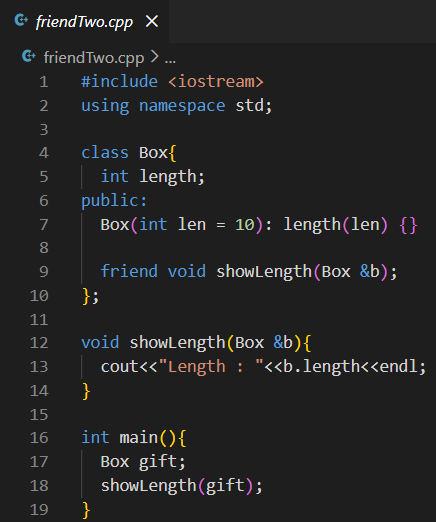 friendTwo.cpp ×
friendTwo.cpp > ...
1 #include <iostream>
2 using namespace std;
3
4 class Box{
5   int length;
6 public:
7   Box(int len = 10): length(len) {}
8
9   friend void showLength(Box &b);
10 };
11
12 void showLength(Box &b){
13   cout<<"Length : "<<b.length<<endl;
14 }
15
16 int main(){
17   Box gift;
18   showLength(gift);
19 }